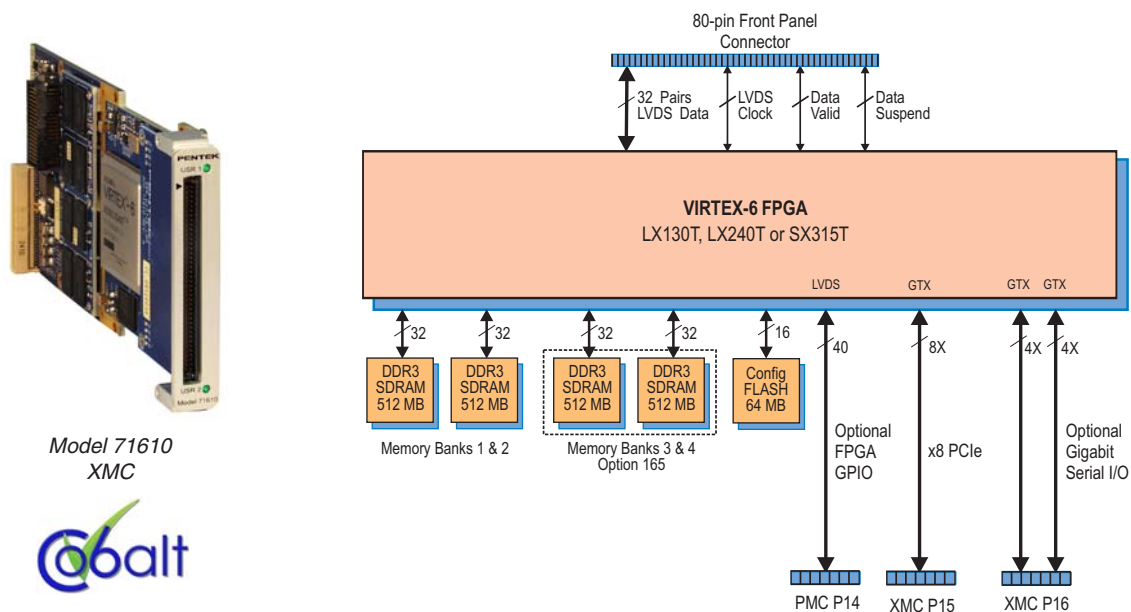 PENTEK
USR 1
VIRTEX-6
USR 2
Model 71610
Model 71610
XMC
Cobalt
80-pin Front Panel
Connector
32 Pairs
LVDS Data
LVDS
Clock
Data
Valid
Data
Suspend
VIRTEX-6 FPGA
LX130T, LX240T or SX315T
LVDS
GTX
GTX
GTX
32
32
32
32
16
40
8X
4X
4X
DDR3
SDRAM
512 MB
DDR3
SDRAM
512 MB
DDR3
SDRAM
512 MB
DDR3
SDRAM
512 MB
Config
FLASH
64 MB
Memory Banks 1 & 2
Memory Banks 3 & 4
Option 165
Optional
FPGA
GPIO
x8 PCIe
Optional
Gigabit
Serial I/O
PMC P14
XMC P15
XMC P16